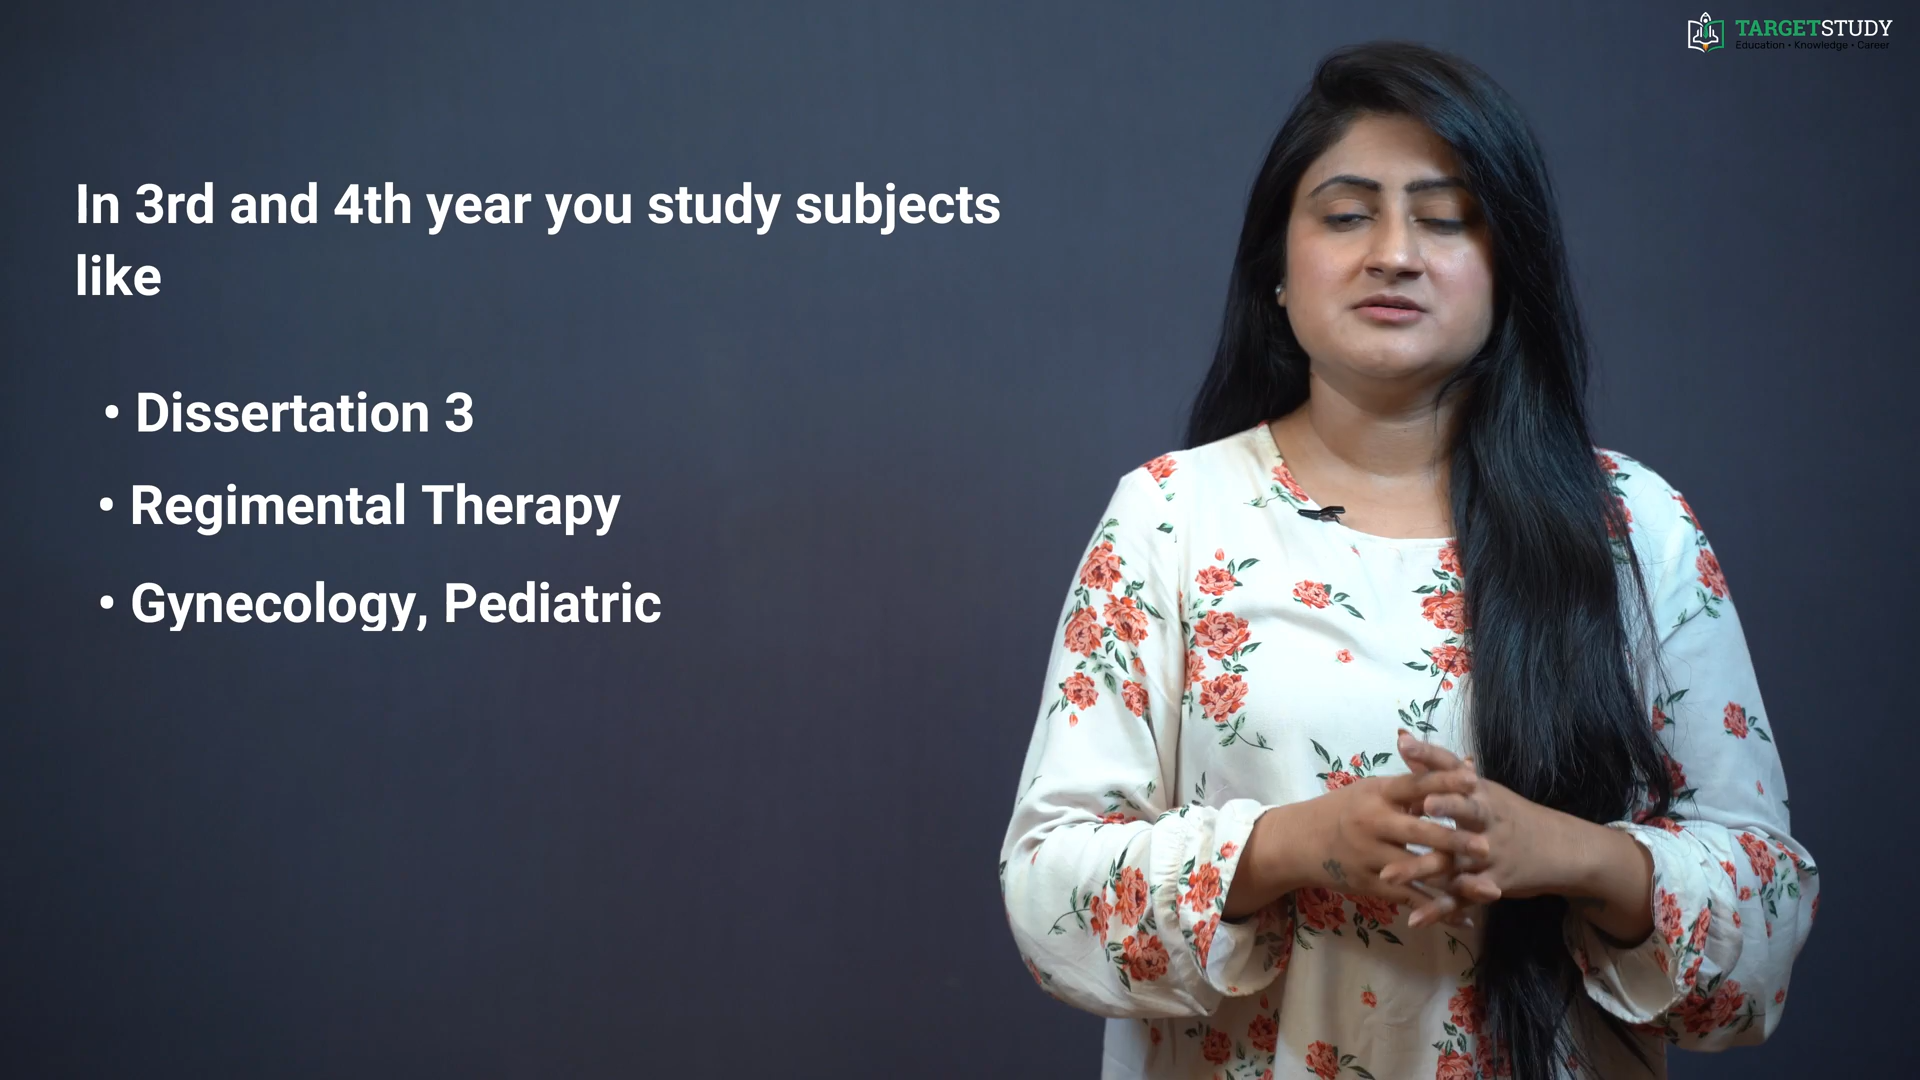 TARGETSTUDY
Education • Knowledge • Career
In 3rd and 4th year you study subjects
like
• Dissertation 3
• Regimental Therapy
• Gynecology, Pediatric